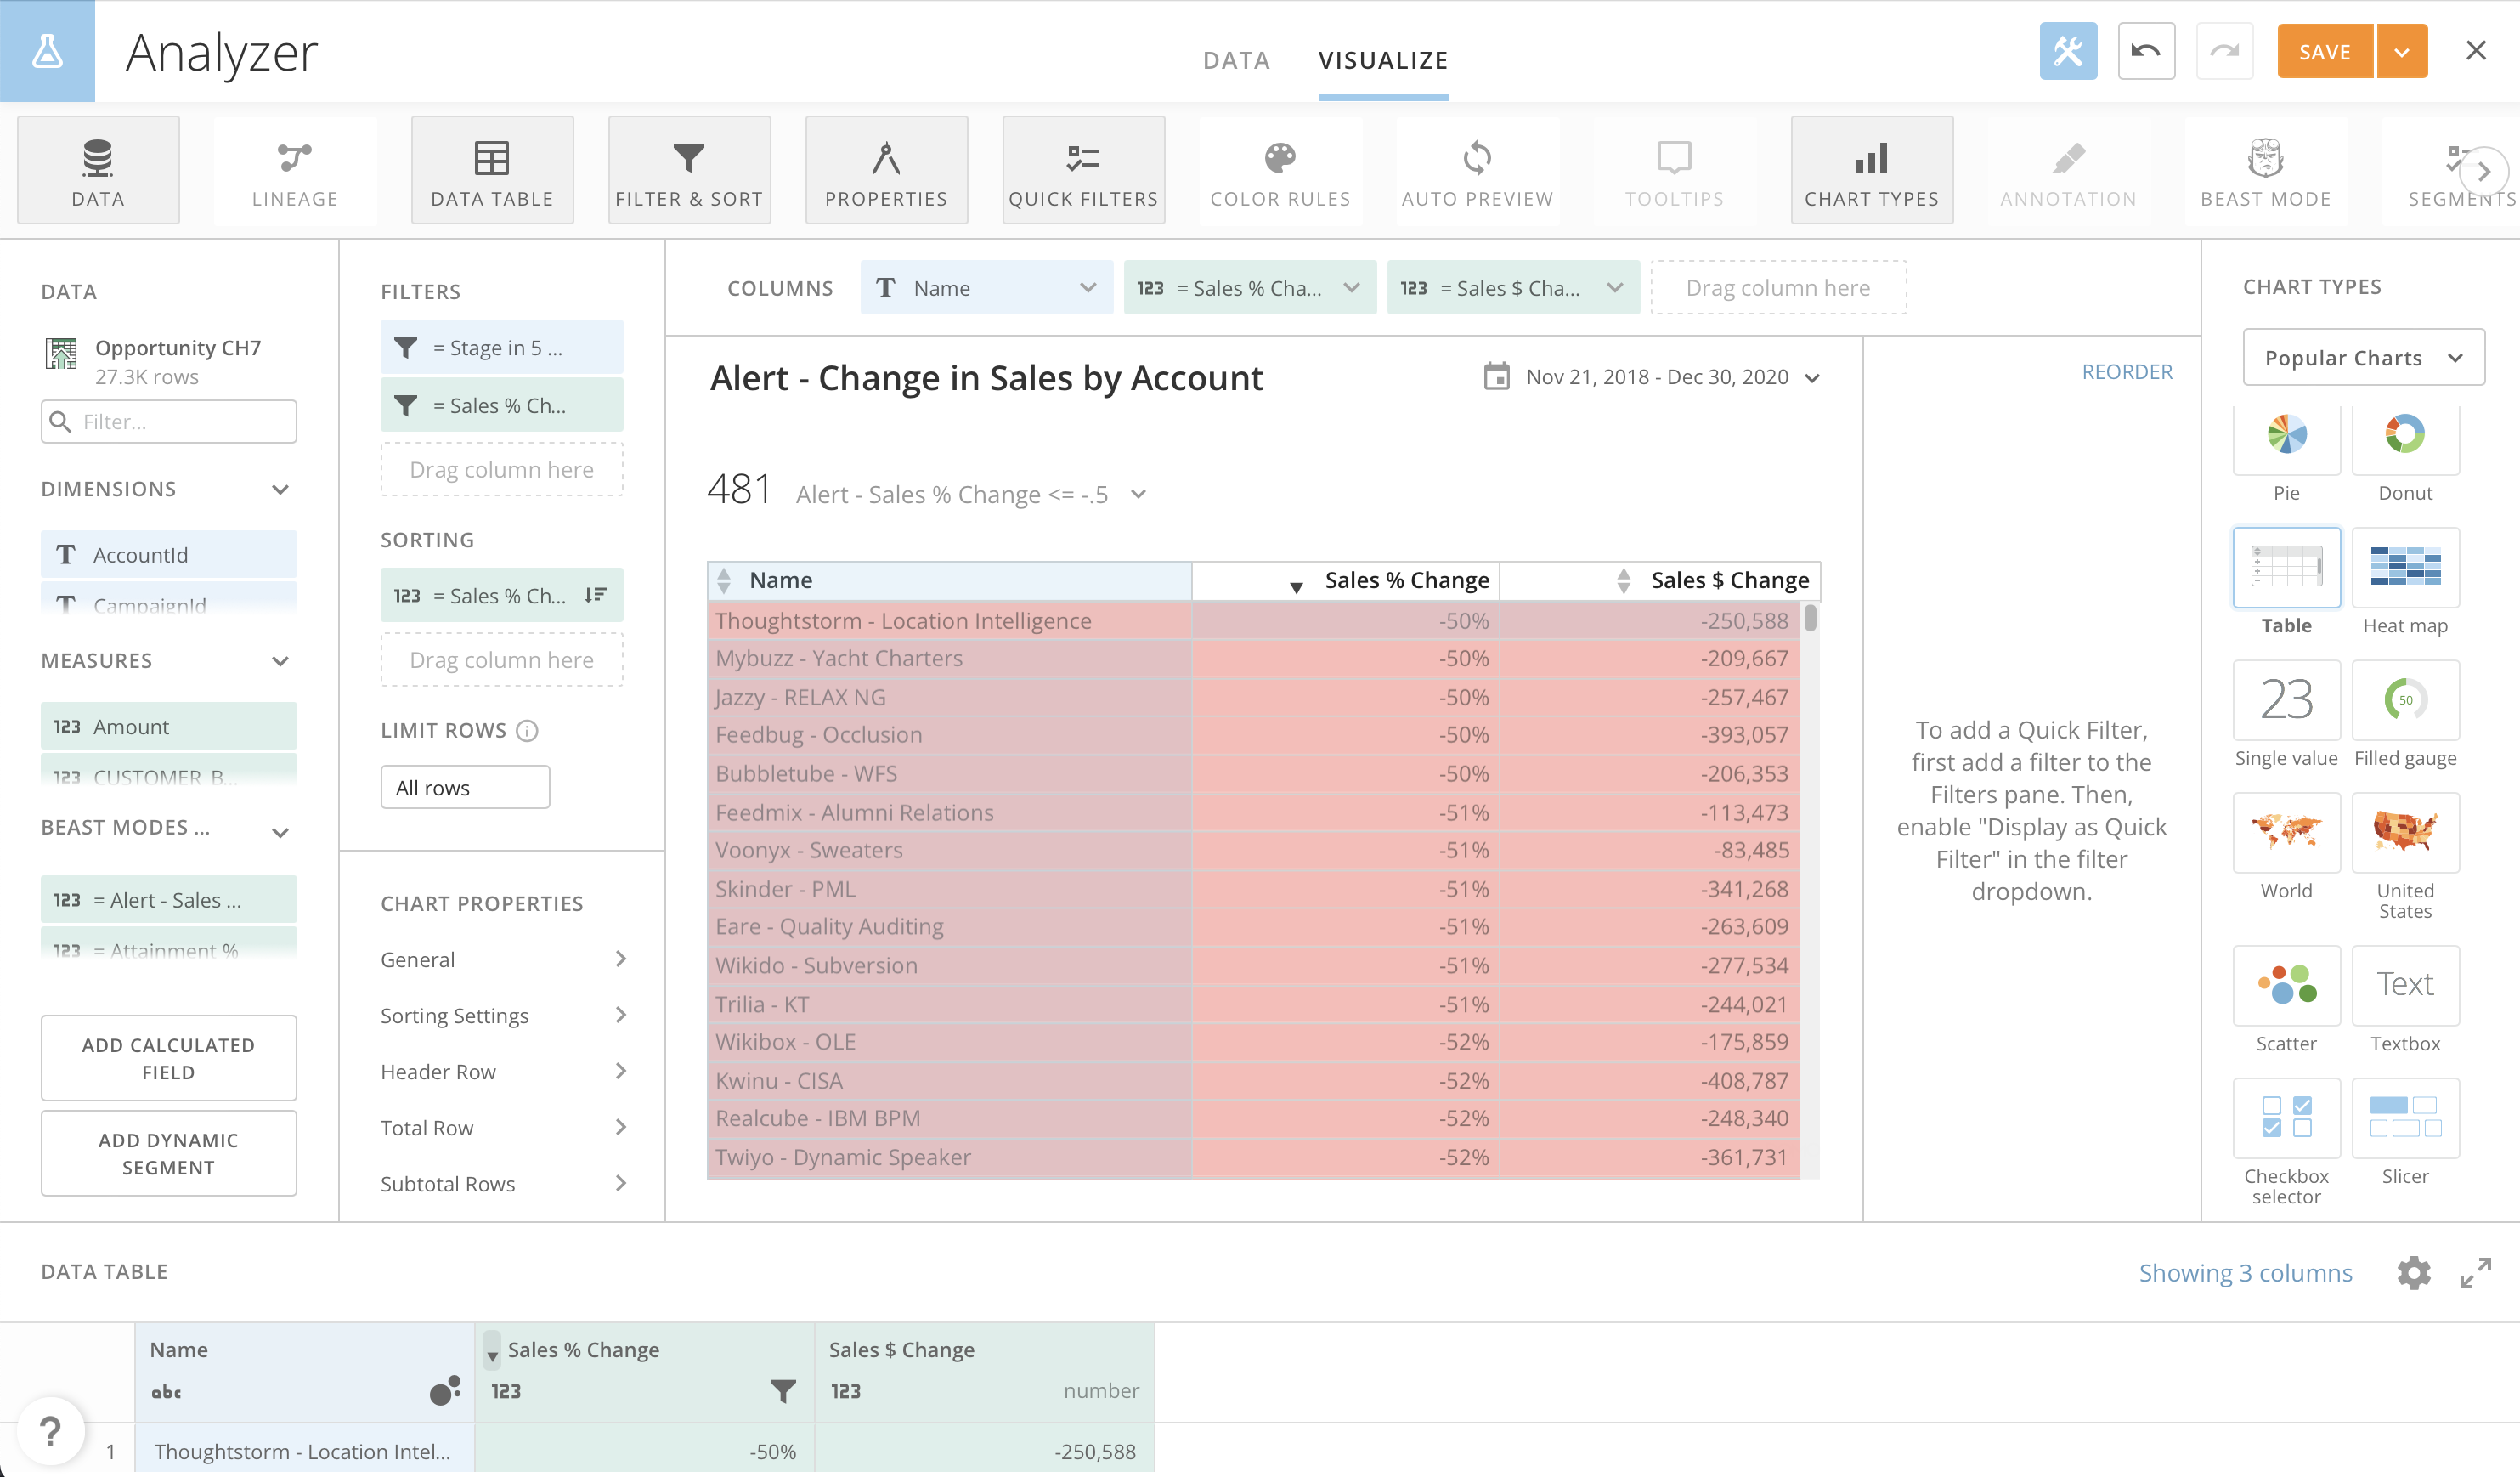 Analyzer
DATA
VISUALIZE
SAVE
DATA
LINEAGE
DATA TABLE
FILTER & SORT
PROPERTIES
QUICK FILTERS
COLOR RULES
AUTO PREVIEW
TOOLTIPS
CHART TYPES
ANNOTATION
BEAST MODE
SEGMENTS
DATA
Opportunity CH7
27.3K rows
Filter...
DIMENSIONS
T AccountId
T CampaignId
MEASURES
123 Amount
123 CUSTOMER_B...
BEAST MODES ...
123 = Alert - Sales ...
123 = Attainment %
ADD CALCULATED
FIELD
ADD DYNAMIC
SEGMENT
FILTERS
= Stage in 5 ...
= Sales % Ch...
Drag column here
SORTING
123 = Sales % Ch...
Drag column here
LIMIT ROWS
All rows
CHART PROPERTIES
General
Sorting Settings
Header Row
Total Row
Subtotal Rows
COLUMNS
T Name
123 = Sales % Cha...
123 = Sales $ Cha...
Drag column here
Alert - Change in Sales by Account
Nov 21, 2018 - Dec 30, 2020
481 Alert - Sales % Change <= -.5
Name Sales % Change Sales $ Change
Thoughtstorm - Location Intelligence -50% -250,588
Mybuzz - Yacht Charters -50% -209,667
Jazzy - RELAX NG -50% -257,467
Feedbug - Occlusion -50% -393,057
Bubbletube - WFS -50% -206,353
Feedmix - Alumni Relations -51% -113,473
Voonyx - Sweaters -51% -83,485
Skinder - PML -51% -341,268
Eare - Quality Auditing -51% -263,609
Wikido - Subversion -51% -277,534
Trilia - KT -51% -244,021
Wikibox - OLE -52% -175,859
Kwinu - CISA -52% -408,787
Realcube - IBM BPM -52% -248,340
Twiyo - Dynamic Speaker -52% -361,731
REORDER
To add a Quick Filter,
first add a filter to the
Filters pane. Then,
enable "Display as Quick
Filter" in the filter
dropdown.
CHART TYPES
Popular Charts
Pie
Donut
Table
Heat map
23
50
Single value
Filled gauge
World
United
States
Text
Scatter
Textbox
Checkbox
selector
Slicer
DATA TABLE
Showing 3 columns
Name
abc
Sales % Change
123
Sales $ Change
123 number
?
1 Thoughtstorm - Location Intel... -50% -250,588